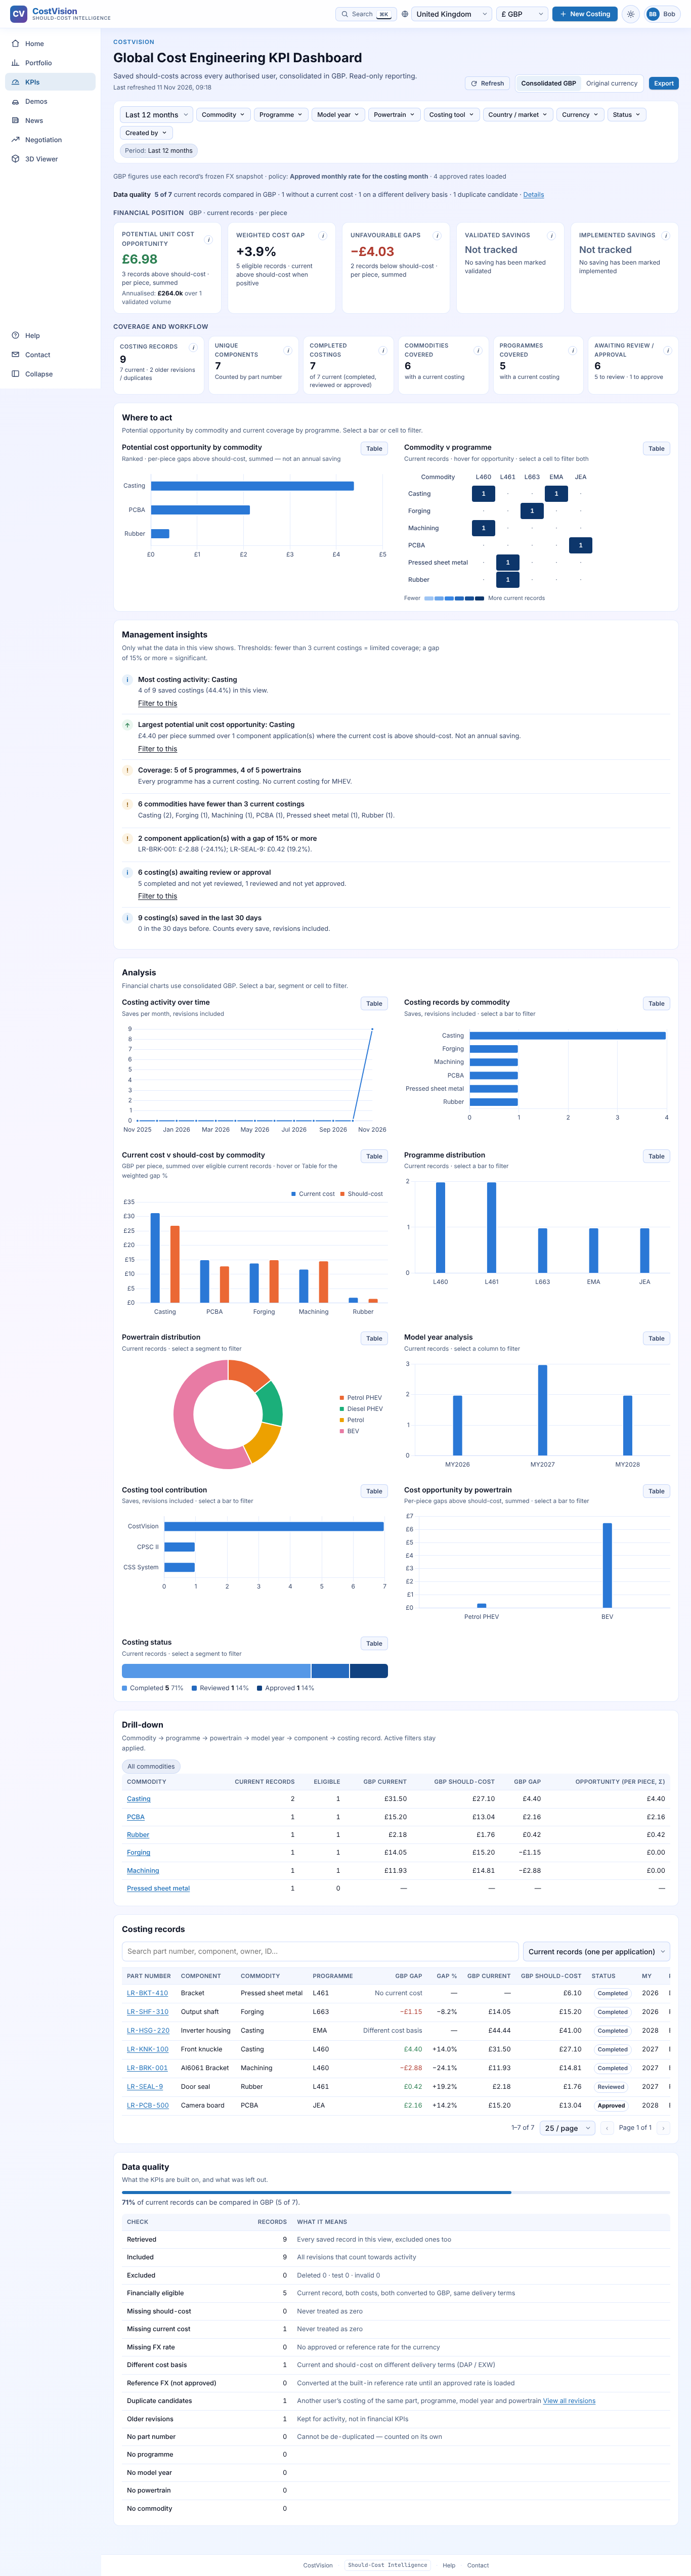 CV
CostVision
SHOULD-COST INTELLIGENCE
Search ⌘K
United Kingdom
£ GBP
+ New Costing
BB Bob
Home
Portfolio
KPIs
Demos
News
Negotiation
3D Viewer
Help
Contact
Collapse
COSTVISION
Global Cost Engineering KPI Dashboard
Saved should-costs across every authorised user, consolidated in GBP. Read-only reporting.
Last refreshed 11 Nov 2026, 09:18
Refresh
Consolidated GBP Original currency
Export
Last 12 months
Commodity
Programme
Model year
Powertrain
Costing tool
Country / market
Currency
Status
Created by
Period: Last 12 months
GBP figures use each record's frozen FX snapshot · policy: Approved monthly rate for the costing month · 4 approved rates loaded
Data quality 5 of 7 current records compared in GBP · 1 without a current cost · 1 on a different delivery basis · 1 duplicate candidate · Details
FINANCIAL POSITION GBP · current records · per piece
POTENTIAL UNIT COST OPPORTUNITY i
£6.98
3 records above should-cost · per piece, summed
Annualised: £264.0k over 1 validated volume
WEIGHTED COST GAP i
+3.9%
5 eligible records · current above should-cost when positive
UNFAVOURABLE GAPS i
−£4.03
2 records below should-cost · per piece, summed
VALIDATED SAVINGS i
Not tracked
No saving has been marked validated
IMPLEMENTED SAVINGS i
Not tracked
No saving has been marked implemented
COVERAGE AND WORKFLOW
COSTING RECORDS i
9
7 current · 2 older revisions / duplicates
UNIQUE COMPONENTS i
7
Counted by part number
COMPLETED COSTINGS i
7
of 7 current (completed, reviewed or approved)
COMMODITIES COVERED i
6
with a current costing
PROGRAMMES COVERED i
5
with a current costing
AWAITING REVIEW / APPROVAL i
6
5 to review · 1 to approve
Where to act
Potential opportunity by commodity and current coverage by programme. Select a bar or cell to filter.
Potential cost opportunity by commodity
Table
Ranked · per-piece gaps above should-cost, summed — not an annual saving
Casting
PCBA
Rubber
£0 £1 £2 £3 £4 £5
Commodity v programme
Table
Current records · hover for opportunity · select a cell to filter both
Commodity L460 L461 L663 EMA JEA
Casting 1 · · 1 ·
Forging · · 1 · ·
Machining 1 · · · ·
PCBA · · · · 1
Pressed sheet metal · 1 · · ·
Rubber · 1 · · ·
Fewer More current records
Management insights
Only what the data in this view shows. Thresholds: fewer than 3 current costings = limited coverage; a gap
of 15% or more = significant.
Most costing activity: Casting
4 of 9 saved costings (44.4%) in this view.
Filter to this
Largest potential unit cost opportunity: Casting
£4.40 per piece summed over 1 component application(s) where the current cost is above should-cost. Not an annual saving.
Filter to this
Coverage: 5 of 5 programmes, 4 of 5 powertrains
Every programme has a current costing. No current costing for MHEV.
6 commodities have fewer than 3 current costings
Casting (2), Forging (1), Machining (1), PCBA (1), Pressed sheet metal (1), Rubber (1).
2 component application(s) with a gap of 15% or more
LR-BRK-001: £-2.88 (-24.1%); LR-SEAL-9: £0.42 (19.2%).
6 costing(s) awaiting review or approval
5 completed and not yet reviewed, 1 reviewed and not yet approved.
Filter to this
9 costing(s) saved in the last 30 days
0 in the 30 days before. Counts every save, revisions included.
Analysis
Financial charts use consolidated GBP. Select a bar, segment or cell to filter.
Costing activity over time
Table
Saves per month, revisions included
9
8
7
6
5
4
3
2
1
0
Nov 2025 Jan 2026 Mar 2026 May 2026 Jul 2026 Sep 2026 Nov 2026
Costing records by commodity
Table
Saves, revisions included · select a bar to filter
Casting
Forging
Machining
PCBA
Pressed sheet metal
Rubber
0 1 2 3 4
Current cost v should-cost by commodity
Table
GBP per piece, summed over eligible current records · hover or Table for the
weighted gap %
Current cost Should-cost
£35
£30
£25
£20
£15
£10
£5
£0
Casting PCBA Forging Machining Rubber
Programme distribution
Table
Current records · select a bar to filter
2
1
0
L460 L461 L663 EMA JEA
Powertrain distribution
Table
Current records · select a segment to filter
Petrol PHEV
Diesel PHEV
Petrol
BEV
Model year analysis
Table
Current records · select a column to filter
3
2
1
0
MY2026 MY2027 MY2028
Costing tool contribution
Table
Saves, revisions included · select a bar to filter
CostVision
CPSC II
CSS System
0 1 2 3 4 5 6 7
Cost opportunity by powertrain
Table
Per-piece gaps above should-cost, summed · select a bar to filter
£7
£6
£5
£4
£3
£2
£1
£0
Petrol PHEV BEV
Costing status
Table
Current records · select a segment to filter
Completed 5 71% Reviewed 1 14% Approved 1 14%
Drill-down
Commodity → programme → powertrain → model year → component → costing record. Active filters stay
applied.
All commodities
COMMODITY CURRENT RECORDS ELIGIBLE GBP CURRENT GBP SHOULD-COST GBP GAP OPPORTUNITY (PER PIECE, Σ)
Casting 2 1 £31.50 £27.10 £4.40 £4.40
PCBA 1 1 £15.20 £13.04 £2.16 £2.16
Rubber 1 1 £2.18 £1.76 £0.42 £0.42
Forging 1 1 £14.05 £15.20 −£1.15 £0.00
Machining 1 1 £11.93 £14.81 −£2.88 £0.00
Pressed sheet metal 1 0 — — — —
Costing records
Search part number, component, owner, ID...
Current records (one per application)
PART NUMBER COMPONENT COMMODITY PROGRAMME GBP GAP GAP % GBP CURRENT GBP SHOULD-COST STATUS MY
LR-BKT-410 Bracket Pressed sheet metal L461 No current cost — — £6.10 Completed 2026
LR-SHF-310 Output shaft Forging L663 −£1.15 −8.2% £14.05 £15.20 Completed 2026
LR-HSG-220 Inverter housing Casting EMA Different cost basis — £44.44 £41.00 Completed 2028
LR-KNK-100 Front knuckle Casting L460 £4.40 +14.0% £31.50 £27.10 Completed 2027
LR-BRK-001 Al6061 Bracket Machining L460 −£2.88 −24.1% £11.93 £14.81 Completed 2027
LR-SEAL-9 Door seal Rubber L461 £0.42 +19.2% £2.18 £1.76 Reviewed 2027
LR-PCB-500 Camera board PCBA JEA £2.16 +14.2% £15.20 £13.04 Approved 2028
1–7 of 7 25 / page ‹ Page 1 of 1 ›
Data quality
What the KPIs are built on, and what was left out.
71% of current records can be compared in GBP (5 of 7).
CHECK RECORDS WHAT IT MEANS
Retrieved 9 Every saved record in this view, excluded ones too
Included 9 All revisions that count towards activity
Excluded 0 Deleted 0 · test 0 · invalid 0
Financially eligible 5 Current record, both costs, both converted to GBP, same delivery terms
Missing should-cost 0 Never treated as zero
Missing current cost 1 Never treated as zero
Missing FX rate 0 No approved or reference rate for the currency
Different cost basis 1 Current and should-cost on different delivery terms (DAP / EXW)
Reference FX (not approved) 0 Converted at the built-in reference rate until an approved rate is loaded
Duplicate candidates 1 Another user's costing of the same part, programme, model year and powertrain View all revisions
Older revisions 1 Kept for activity, not in financial KPIs
No part number 0 Cannot be de-duplicated — counted on its own
No programme 0
No model year 0
No powertrain 0
No commodity 0
CostVision Should-Cost Intelligence Help Contact